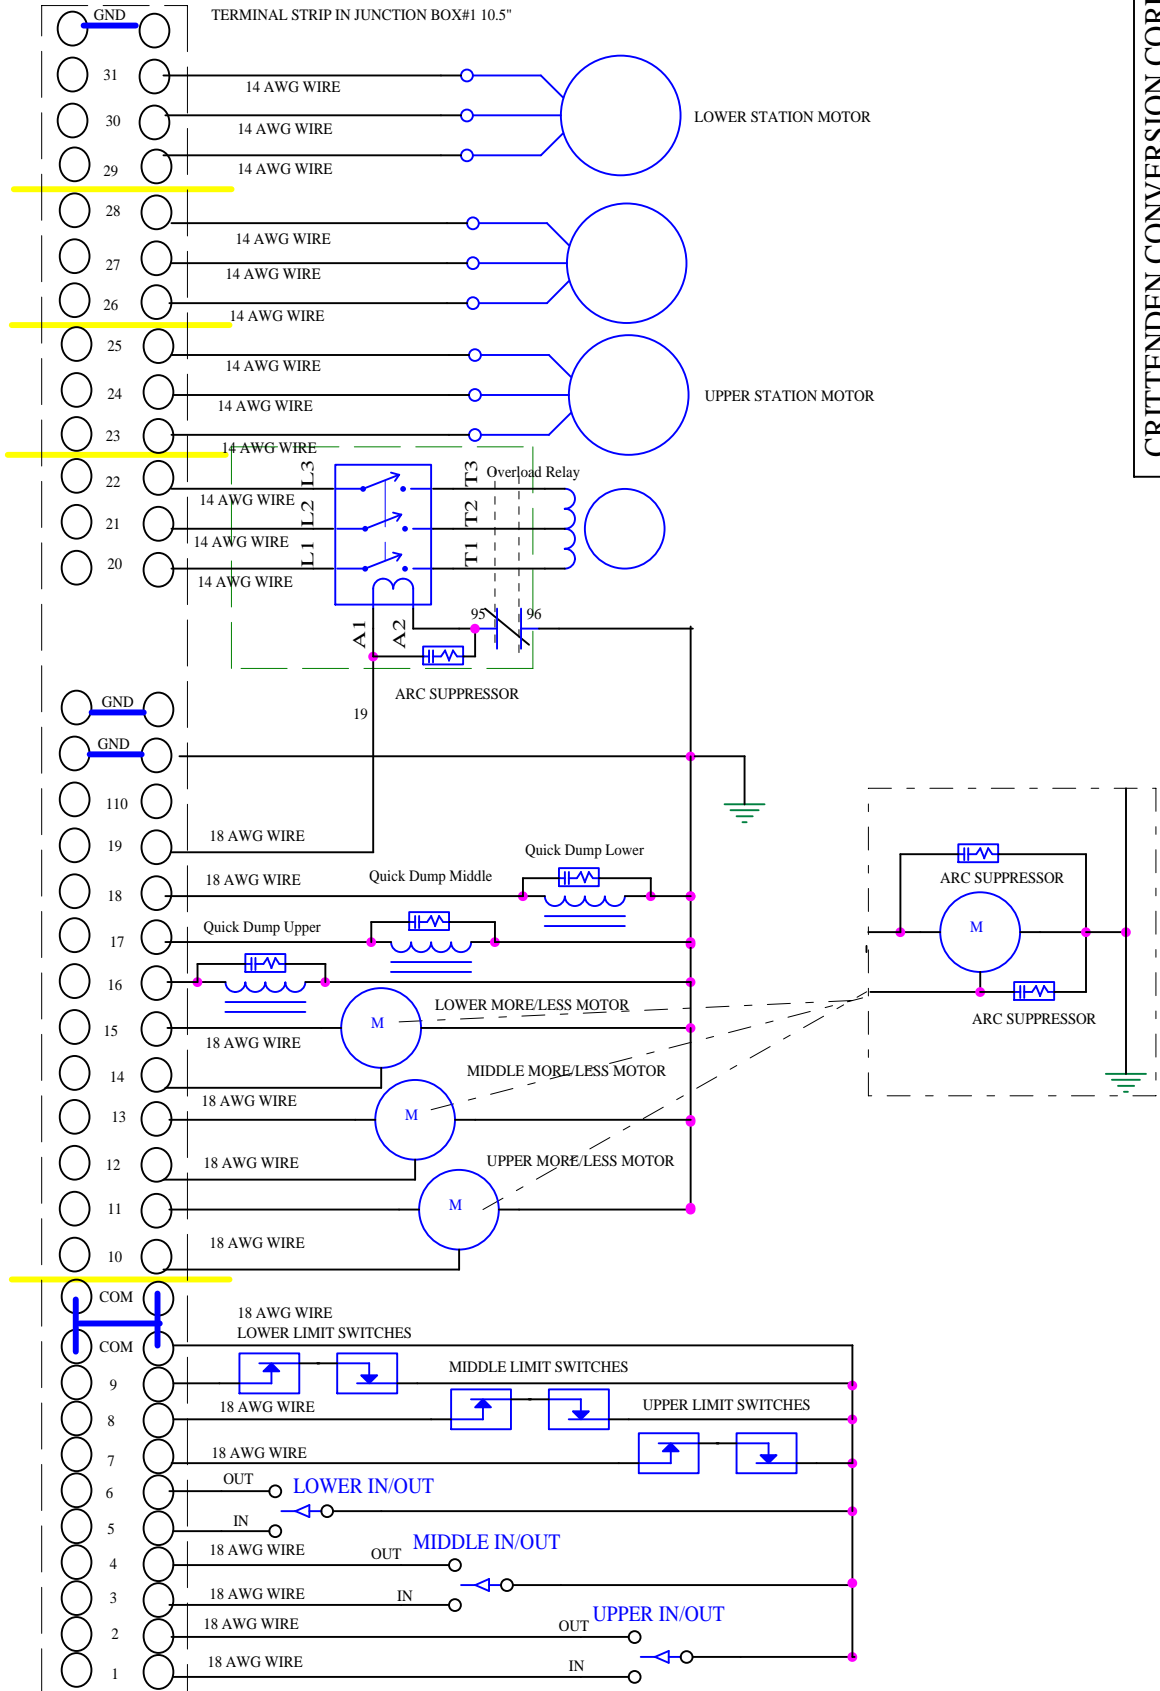 GND
TERMINAL STRIP IN JUNCTION BOX#1 10.5"
CRITTENDEN CONVERSION COR
31
14 AWG WIRE
30
14 AWG WIRE
LOWER STATION MOTOR
29
14 AWG WIRE
28
14 AWG WIRE
27
14 AWG WIRE
26
14 AWG WIRE
25
14 AWG WIRE
24
14 AWG WIRE
UPPER STATION MOTOR
23
14 AWG WIRE
22
14 AWG WIRE
L3
T3
Overload Relay
21
14 AWG WIRE
L2
T2
20
14 AWG WIRE
L1
T1
A1
A2
95
96
ARC SUPPRESSOR
19
GND
GND
110
19
18 AWG WIRE
Quick Dump Lower
18
18 AWG WIRE
Quick Dump Middle
17
Quick Dump Upper
16
15
18 AWG WIRE
M
LOWER MORE/LESS MOTOR
14
MIDDLE MORE/LESS MOTOR
18 AWG WIRE
13
M
12
18 AWG WIRE
UPPER MORE/LESS MOTOR
11
M
10
18 AWG WIRE
ARC SUPPRESSOR
M
ARC SUPPRESSOR
COM
18 AWG WIRE
COM
LOWER LIMIT SWITCHES
9
MIDDLE LIMIT SWITCHES
8
18 AWG WIRE
UPPER LIMIT SWITCHES
7
18 AWG WIRE
6
OUT
LOWER IN/OUT
5
IN
4
18 AWG WIRE
OUT
MIDDLE IN/OUT
3
18 AWG WIRE
IN
2
18 AWG WIRE
OUT
UPPER IN/OUT
1
18 AWG WIRE
IN